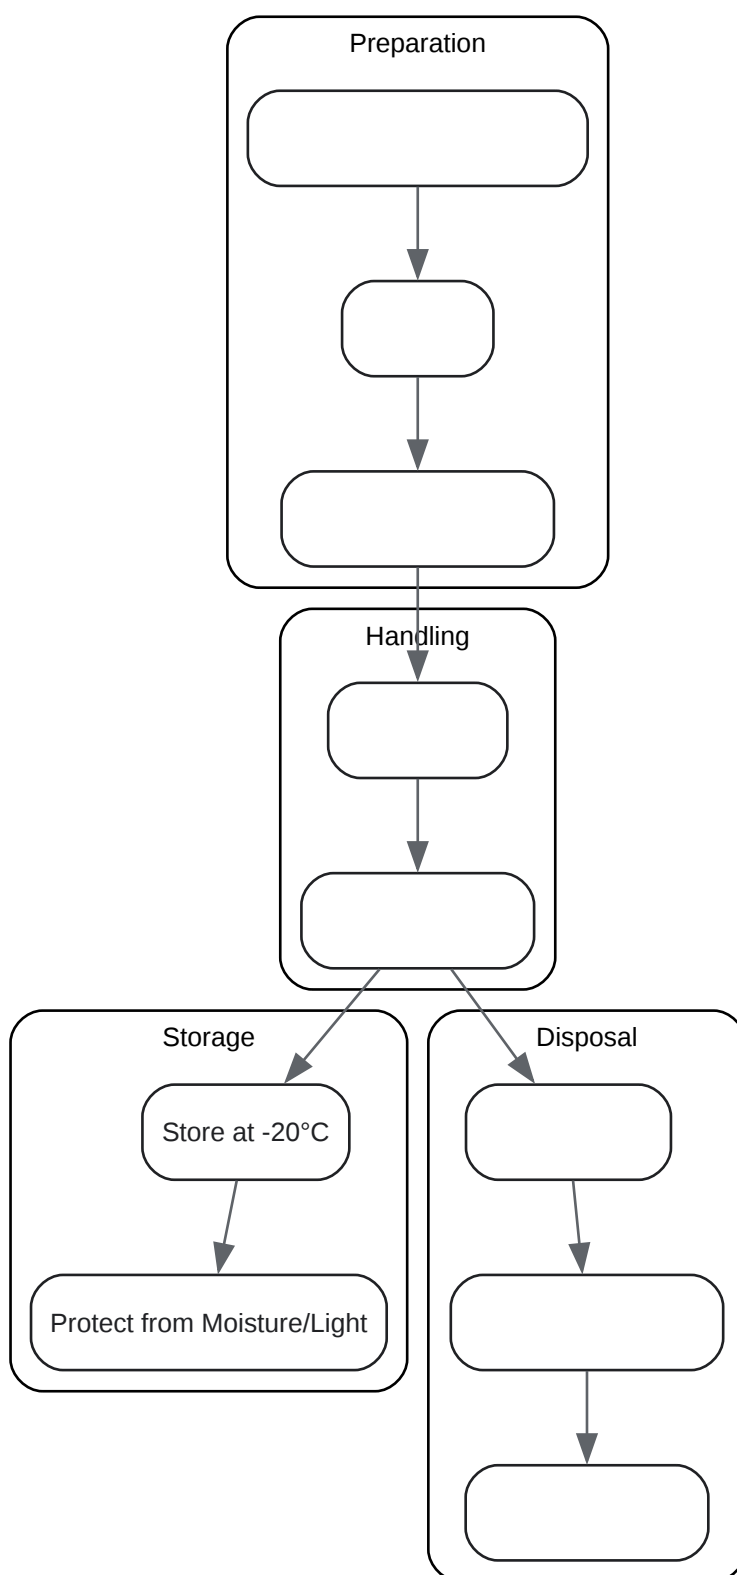 Preparation
Handling
Storage
Disposal
Store at -20°C
Protect from Moisture/Light